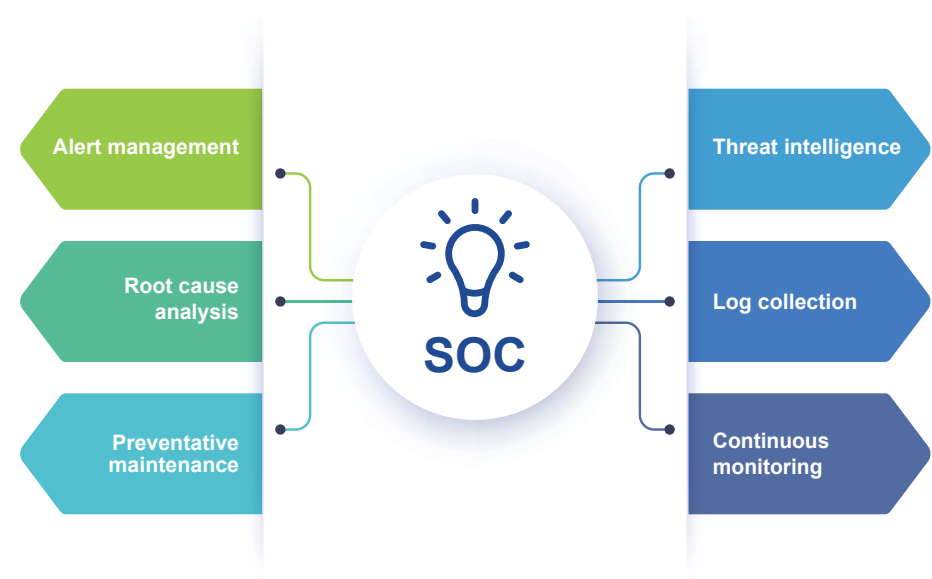 Alert management
Root cause
analysis
Preventative
maintenance
SOC
Threat intelligence
Log collection
Continuous
monitoring